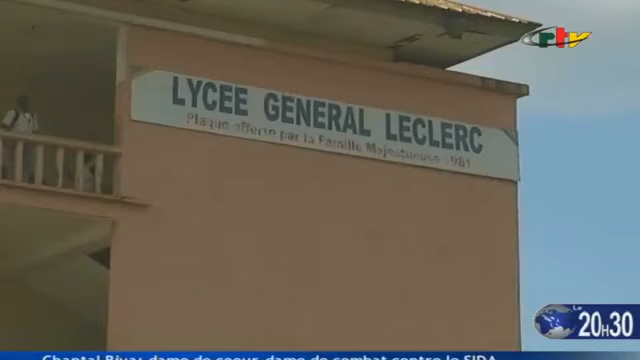 crtv
LYCEE GENERAL LECLERC
Plaque offerte par la Famille Majestueuse 1981
Le
20H30
Chantal Biya: dame de coeur, dame de combat contre le SIDA